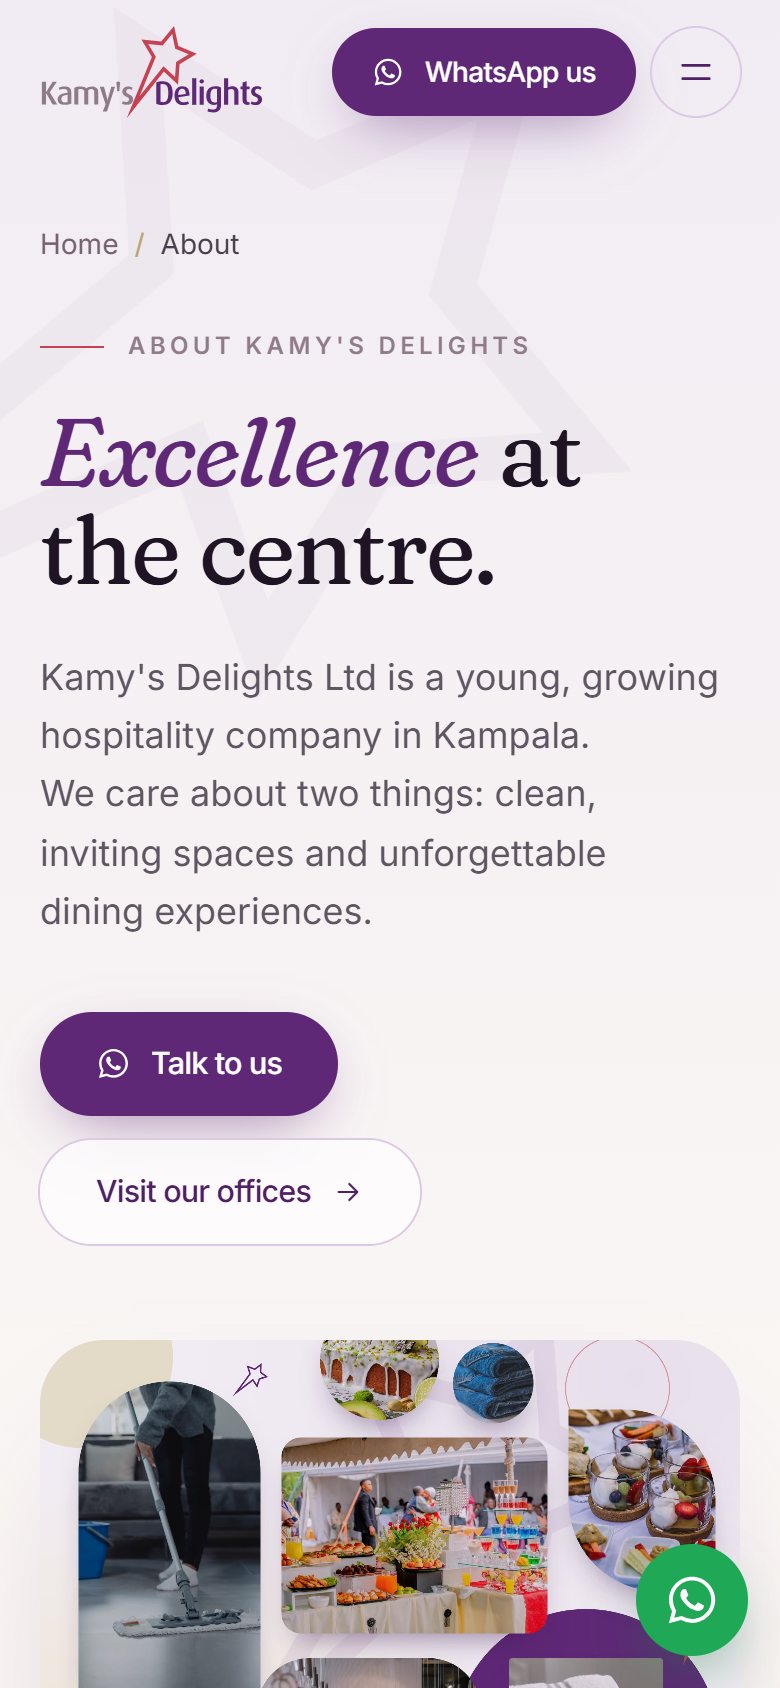 Kamy's Delights
WhatsApp us
Home / About
ABOUT KAMY'S DELIGHTS
Excellence at
the centre.
Kamy's Delights Ltd is a young, growing
hospitality company in Kampala.
We care about two things: clean,
inviting spaces and unforgettable
dining experiences.
Talk to us
Visit our offices →